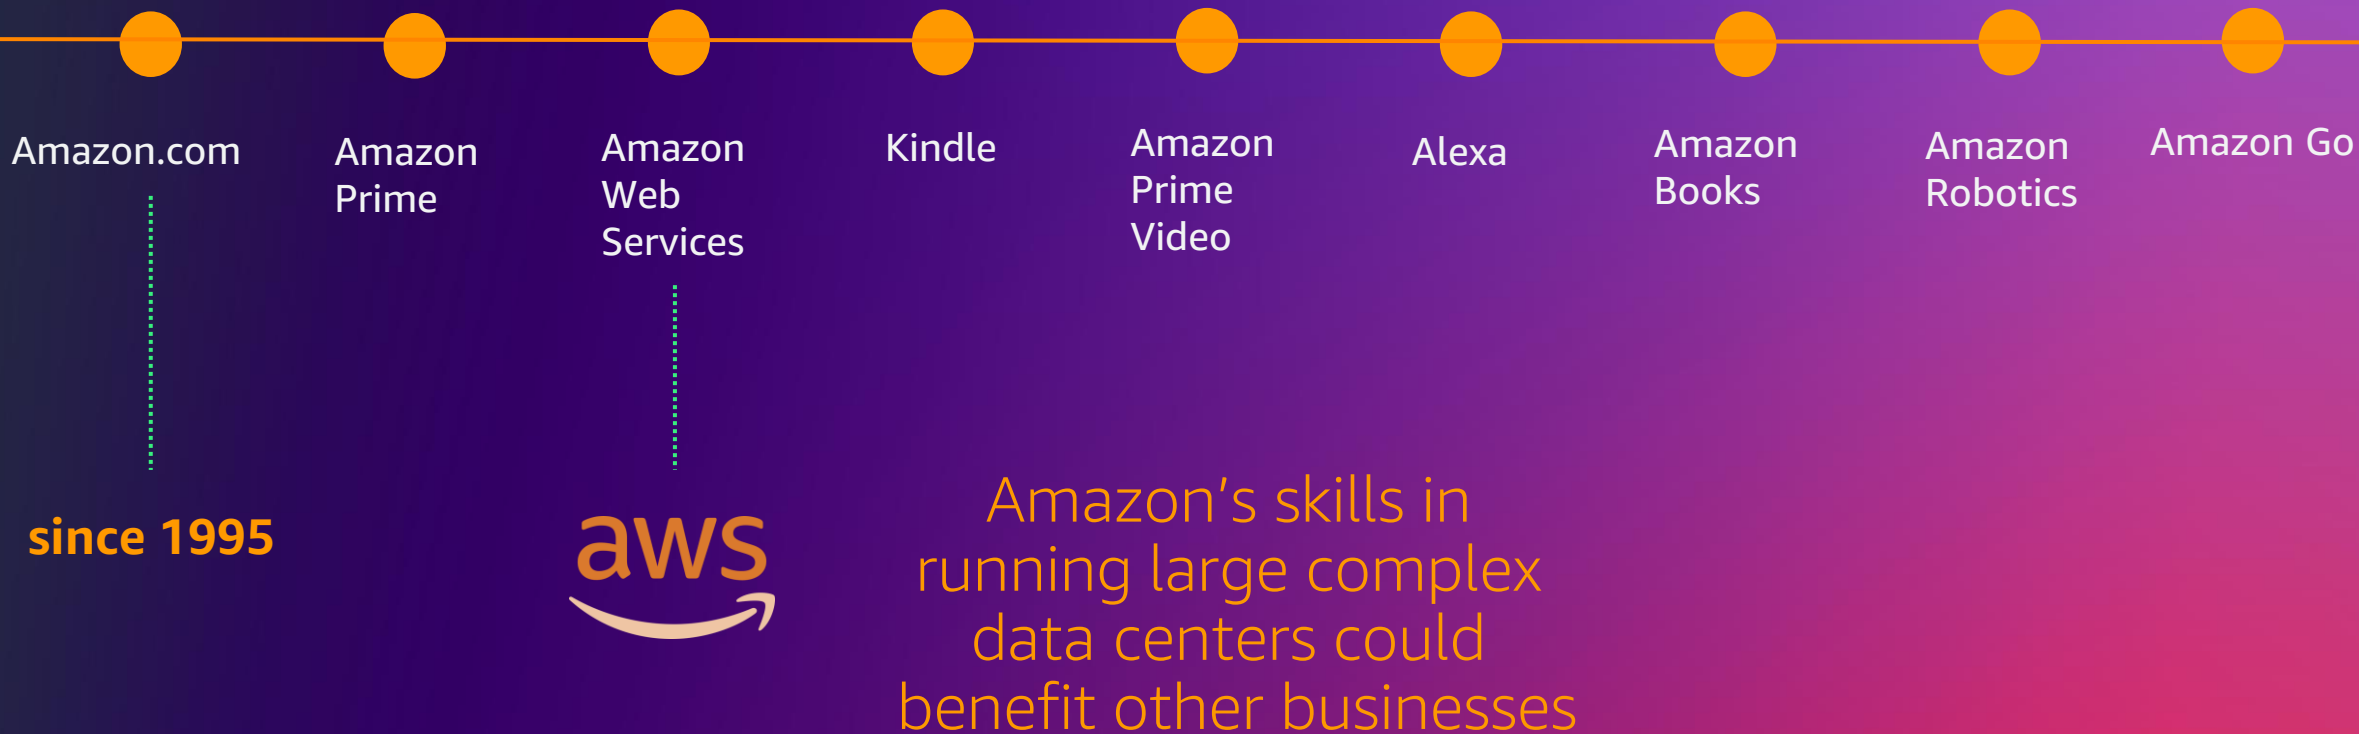 Amazon.com
Amazon
Prime
Amazon
Web
Services
Kindle
Amazon
Prime
Video
Alexa
Amazon
Books
Amazon
Robotics
Amazon Go
since 1995
aws
Amazon’s skills in
running large complex
data centers could
benefit other businesses